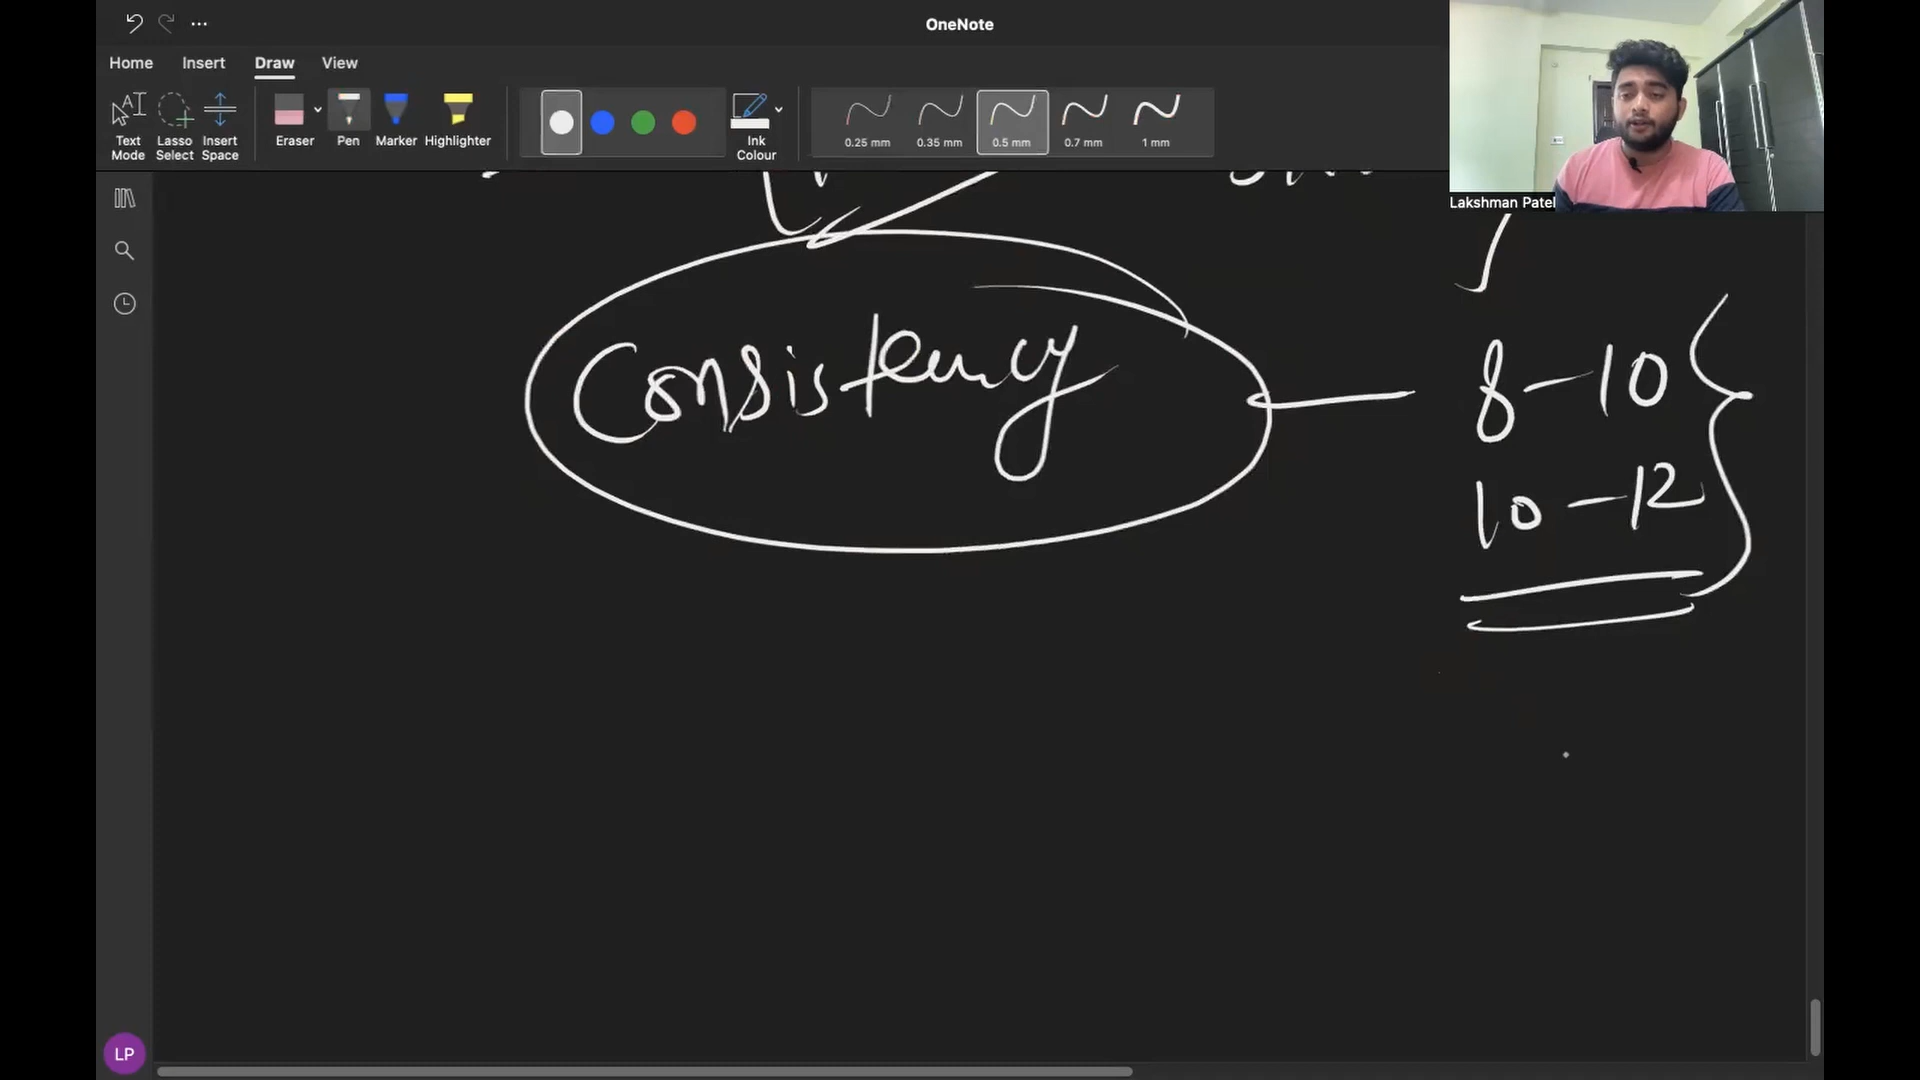 OneNote
Home Insert Draw View
Text Mode
Lasso Select
Insert Space
Eraser
Pen
Marker
Highlighter
Ink Colour
0.25 mm
0.35 mm
0.5 mm
0.7 mm
1 mm
Lakshman Patel
Consistency
8-10
10-12
LP